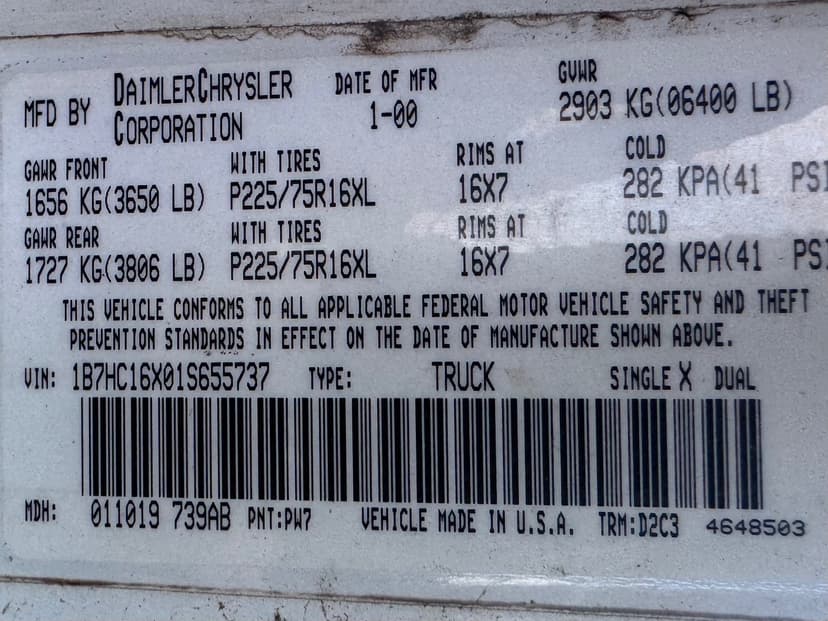 MFD BY DAIMLERCHRYSLER CORPORATION DATE OF MFR 1-00 GVWR 2903 KG(06400 LB)
GAWR FRONT WITH TIRES RIMS AT COLD
1656 KG(3650 LB) P225/75R16XL 16X7 282 KPA(41 PSI
GAWR REAR WITH TIRES RIMS AT COLD
1727 KG(3806 LB) P225/75R16XL 16X7 282 KPA(41 PSI
THIS VEHICLE CONFORMS TO ALL APPLICABLE FEDERAL MOTOR VEHICLE SAFETY AND THEFT
PREVENTION STANDARDS IN EFFECT ON THE DATE OF MANUFACTURE SHOWN ABOVE.
VIN: 1B7HC16X01S655737 TYPE: TRUCK SINGLE X DUAL
MDH: 011019 739AB PNT:PW7 VEHICLE MADE IN U.S.A. TRM:D2C3 4648503